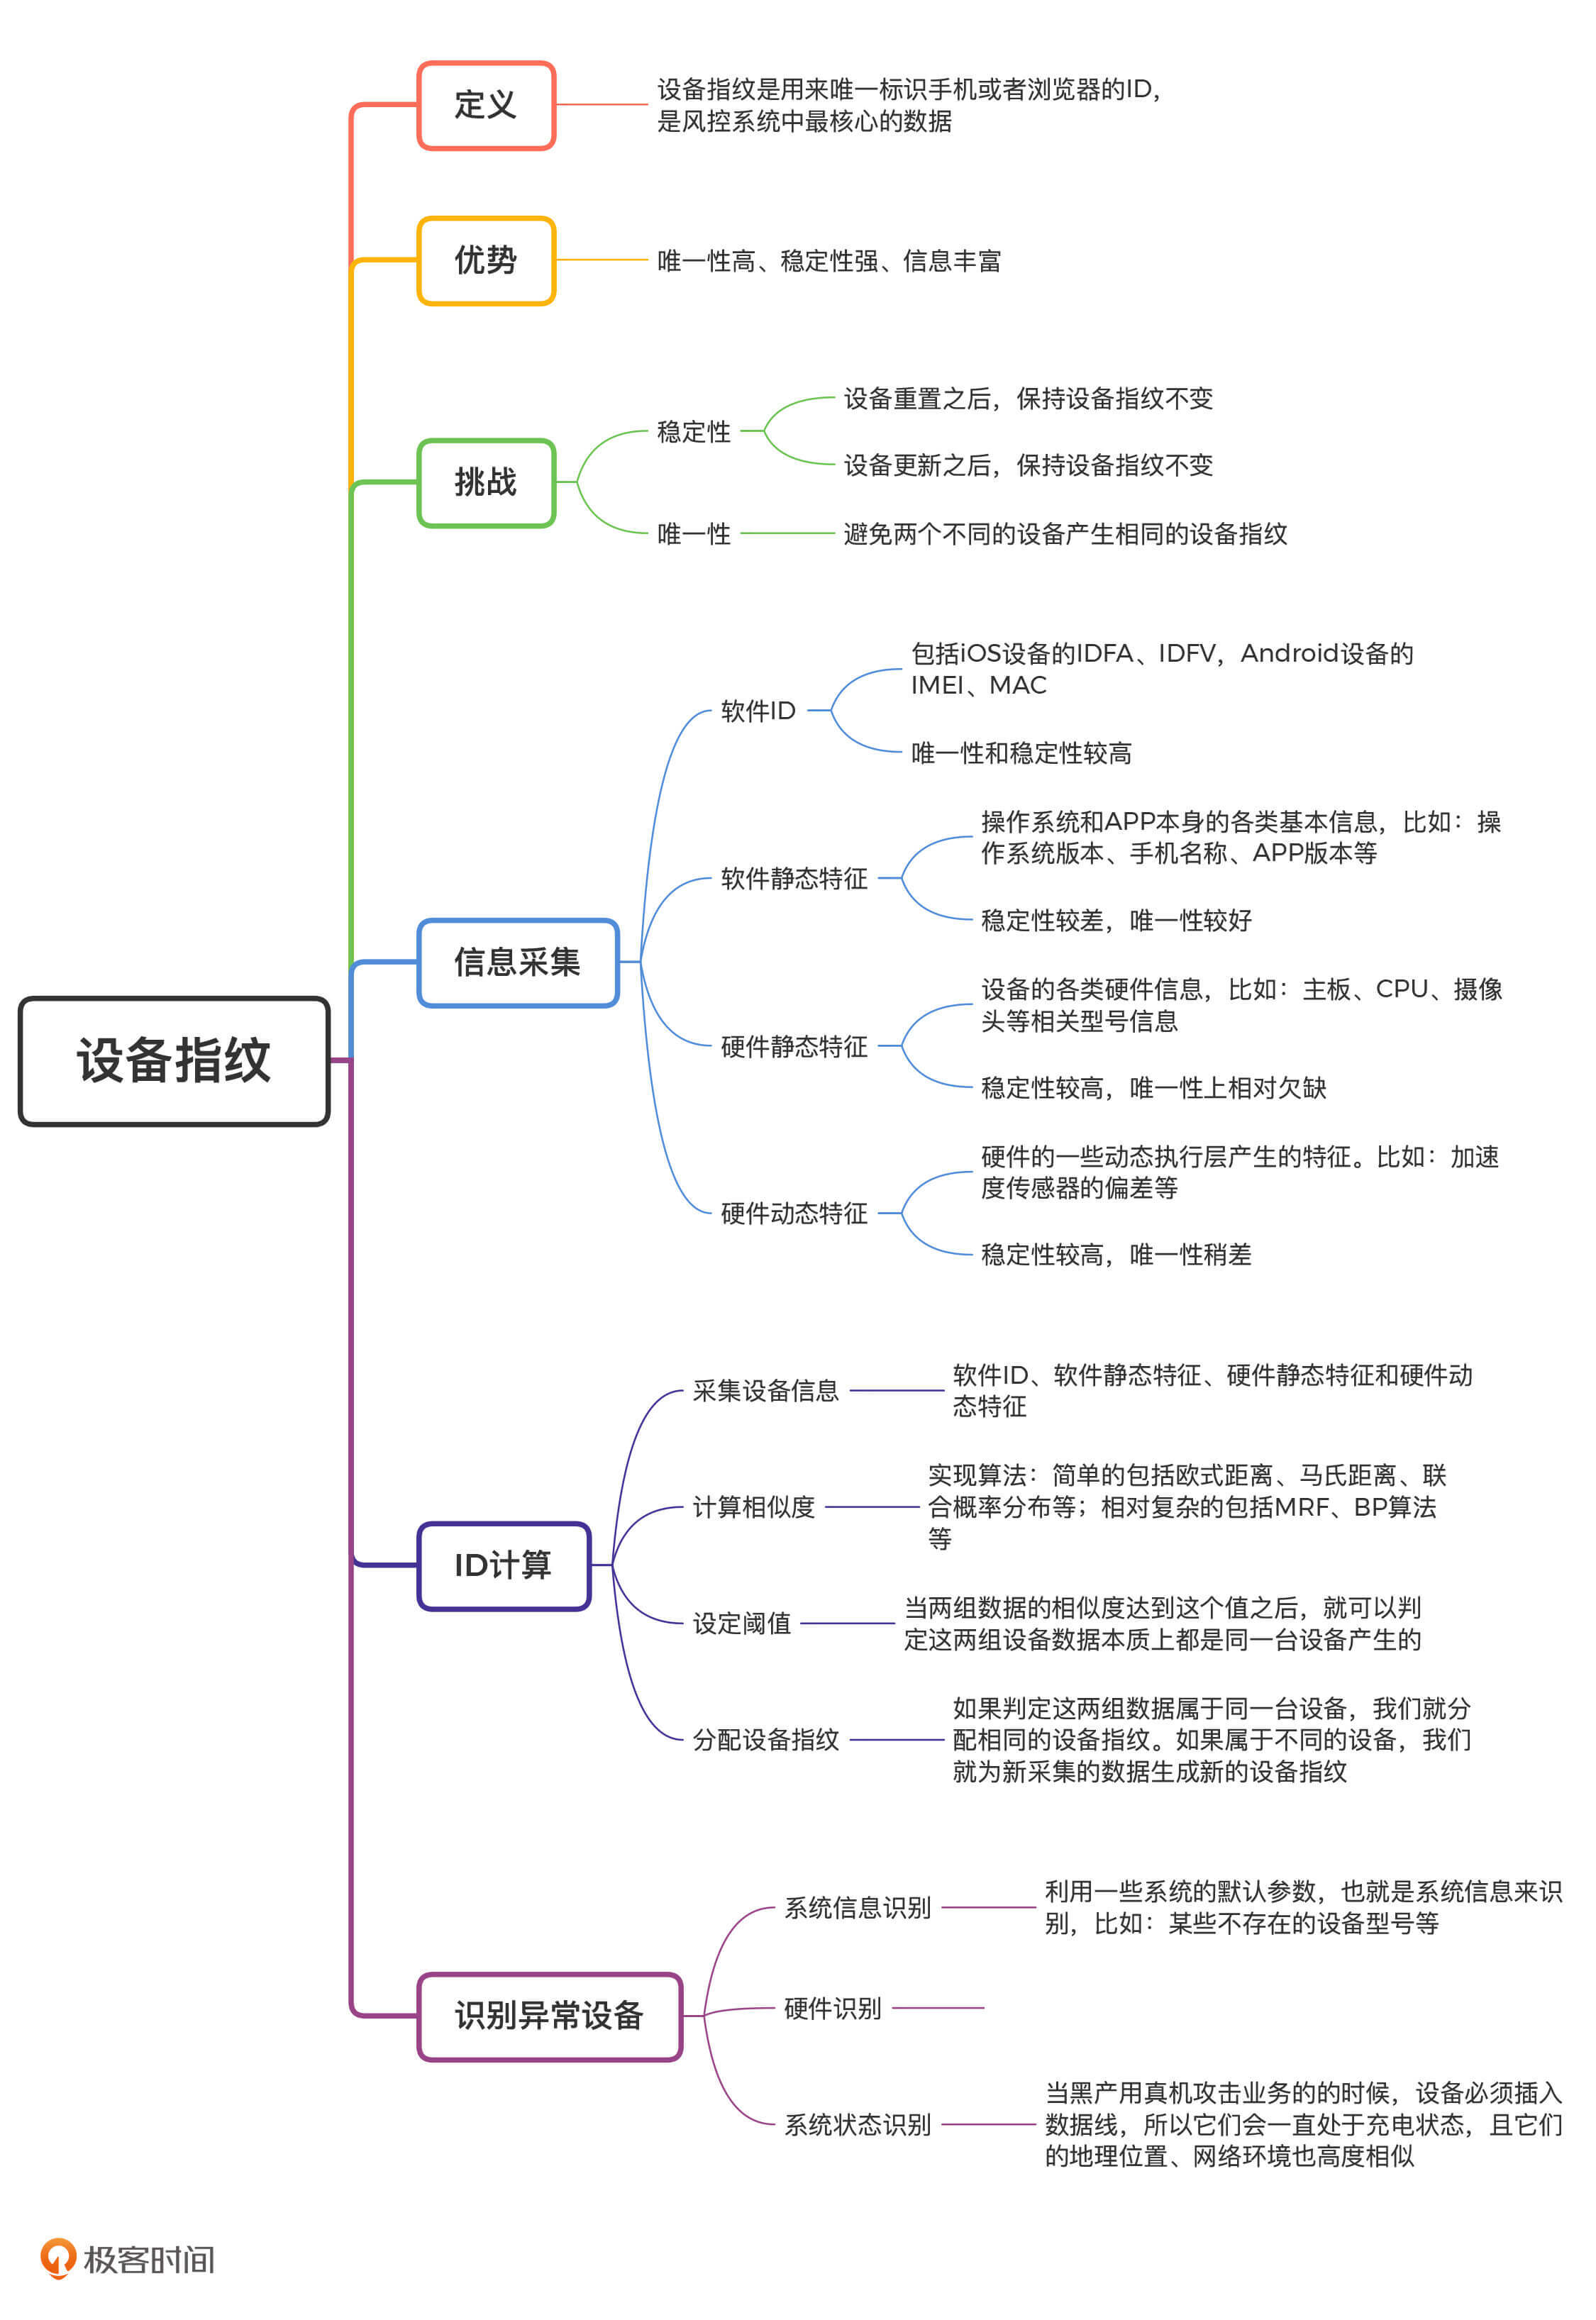 定义
设备指纹是用来唯一标识手机或者浏览器的ID，
是风控系统中最核心的数据
优势
唯一性高、稳定性强、信息丰富
挑战
稳定性
设备重置之后，保持设备指纹不变
设备更新之后，保持设备指纹不变
唯一性
避免两个不同的设备产生相同的设备指纹
设备指纹
信息采集
软件ID
包括iOS设备的IDFA、IDFV，Android设备的
IMEI、MAC
唯一性和稳定性较高
软件静态特征
操作系统和APP本身的各类基本信息，比如：操
作系统版本、手机名称、APP版本等
稳定性较差，唯一性较好
硬件静态特征
设备的各类硬件信息，比如：主板、CPU、摄像
头等相关型号信息
稳定性较高，唯一性上相对欠缺
硬件动态特征
硬件的一些动态执行层产生的特征。比如：加速
度传感器的偏差等
稳定性较高，唯一性稍差
ID计算
采集设备信息
软件ID、软件静态特征、硬件静态特征和硬件动
态特征
计算相似度
实现算法：简单的包括欧式距离、马氏距离、联
合概率分布等；相对复杂的包括MRF、BP算法
等
设定阈值
当两组数据的相似度达到这个值之后，就可以判
定这两组设备数据本质上都是同一台设备产生的
分配设备指纹
如果判定这两组数据属于同一台设备，我们就分
配相同的设备指纹。如果属于不同的设备，我们
就为新采集的数据生成新的设备指纹
识别异常设备
系统信息识别
利用一些系统的默认参数，也就是系统信息来识
别，比如：某些不存在的设备型号等
硬件识别
系统状态识别
当黑产用真机攻击业务的的时候，设备必须插入
数据线，所以它们会一直处于充电状态，且它们
的地理位置、网络环境也高度相似
极客时间